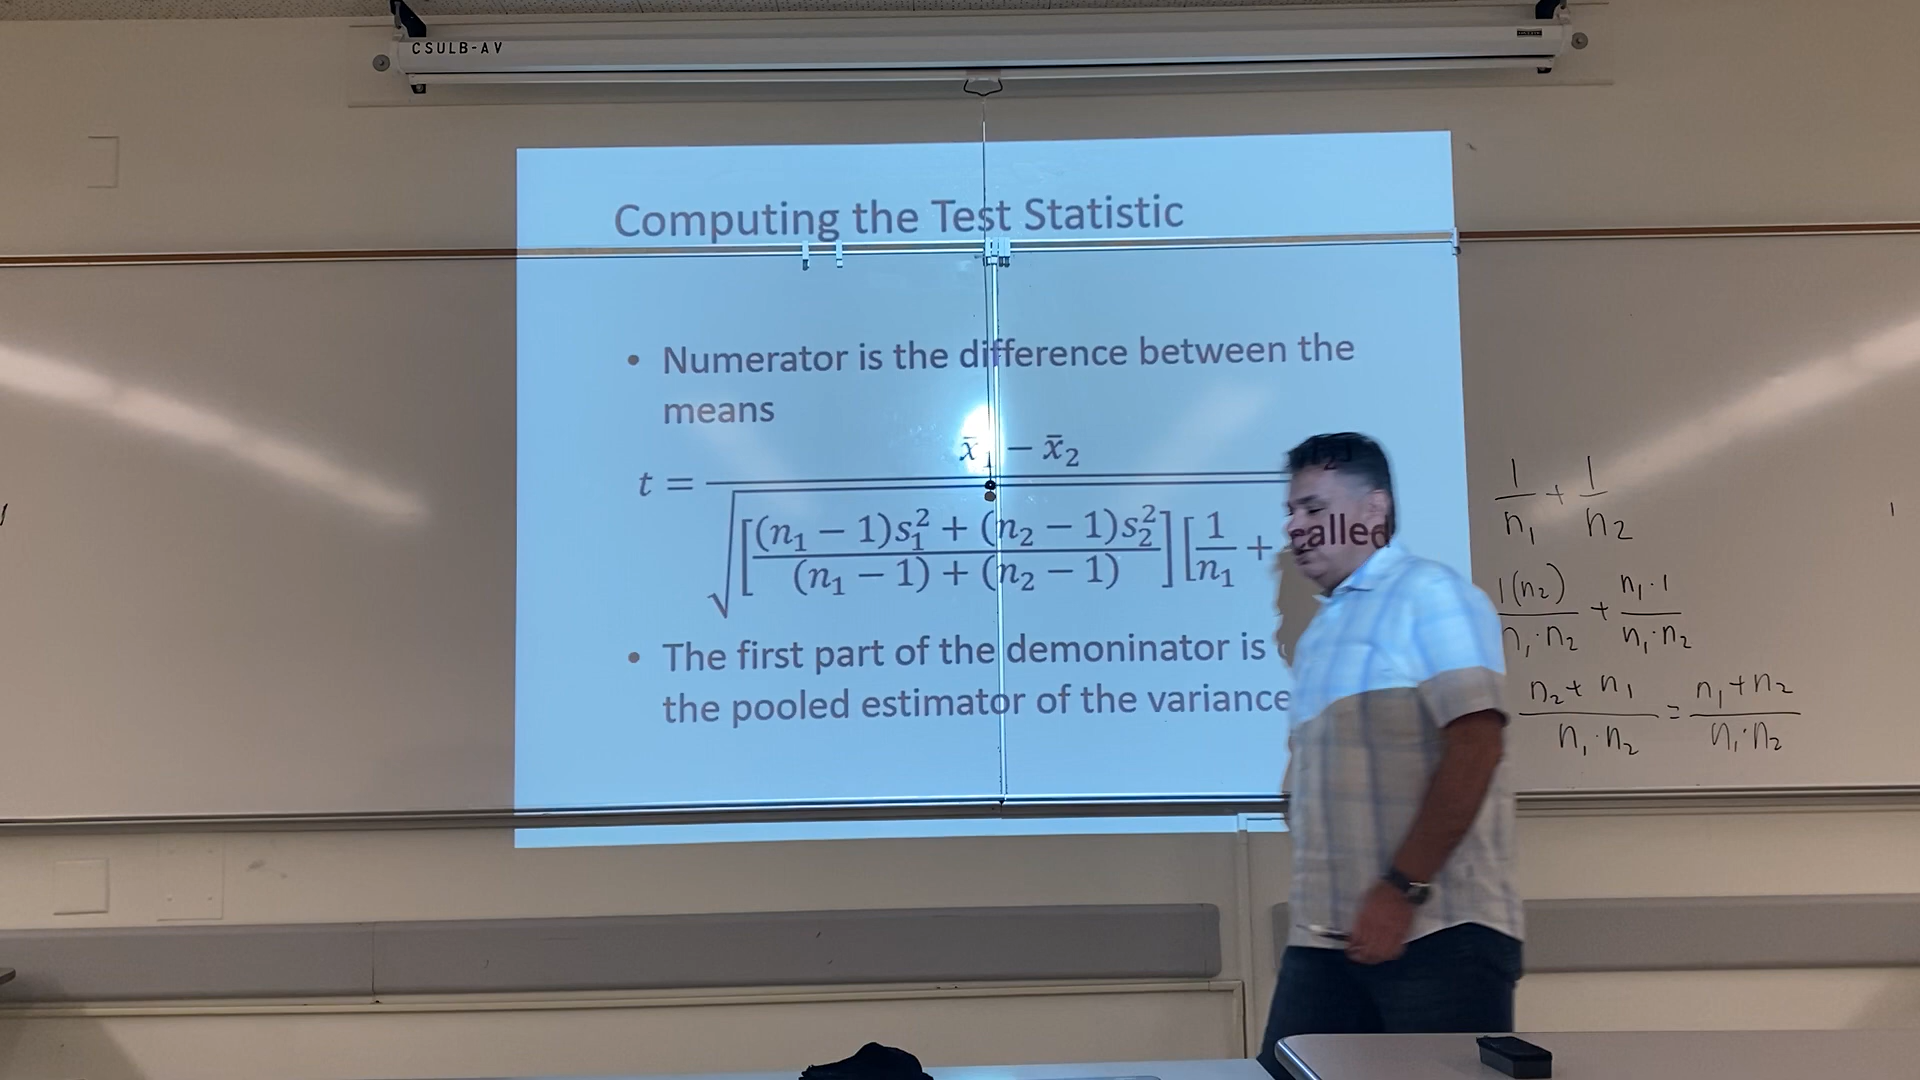 CSULB-AV
Computing the Test Statistic
• Numerator is the difference between the
means
x̄₁ − x̄₂
t =
(n₁ − 1)s₁² + (n₂ − 1)s₂²
(n₁ − 1) + (n₂ − 1)
1
n₁
+
• The first part of the demoninator is called
the pooled estimator of the variance
1/n₁ + 1/n₂
1(n₂)/n₁·n₂ + n₁·1/n₁·n₂
n₂+n₁/n₁·n₂ = n₁+n₂/n₁·n₂